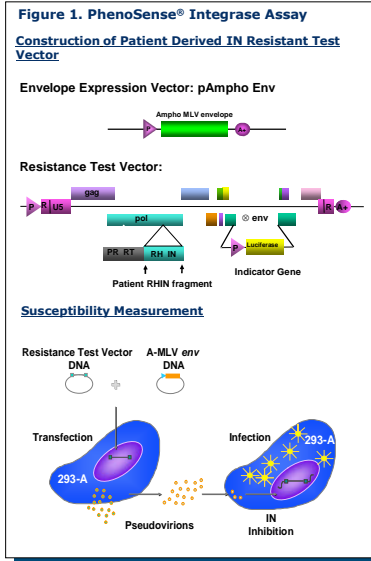 Figure 1. PhenoSense® Integrase Assay
Construction of Patient Derived IN Resistant Test
Vector
Envelope Expression Vector: pAmpho Env
Ampho MLV envelope
P
A+
Resistance Test Vector:
gag
P R U5
R A+
pol
⊗ env
PR RT RH IN
P Luciferase
Patient RHIN fragment
Indicator Gene
Susceptibility Measurement
Resistance Test Vector
DNA
A-MLV env
DNA
Transfection
Infection
293-A
293-A
Pseudovirions
IN
Inhibition